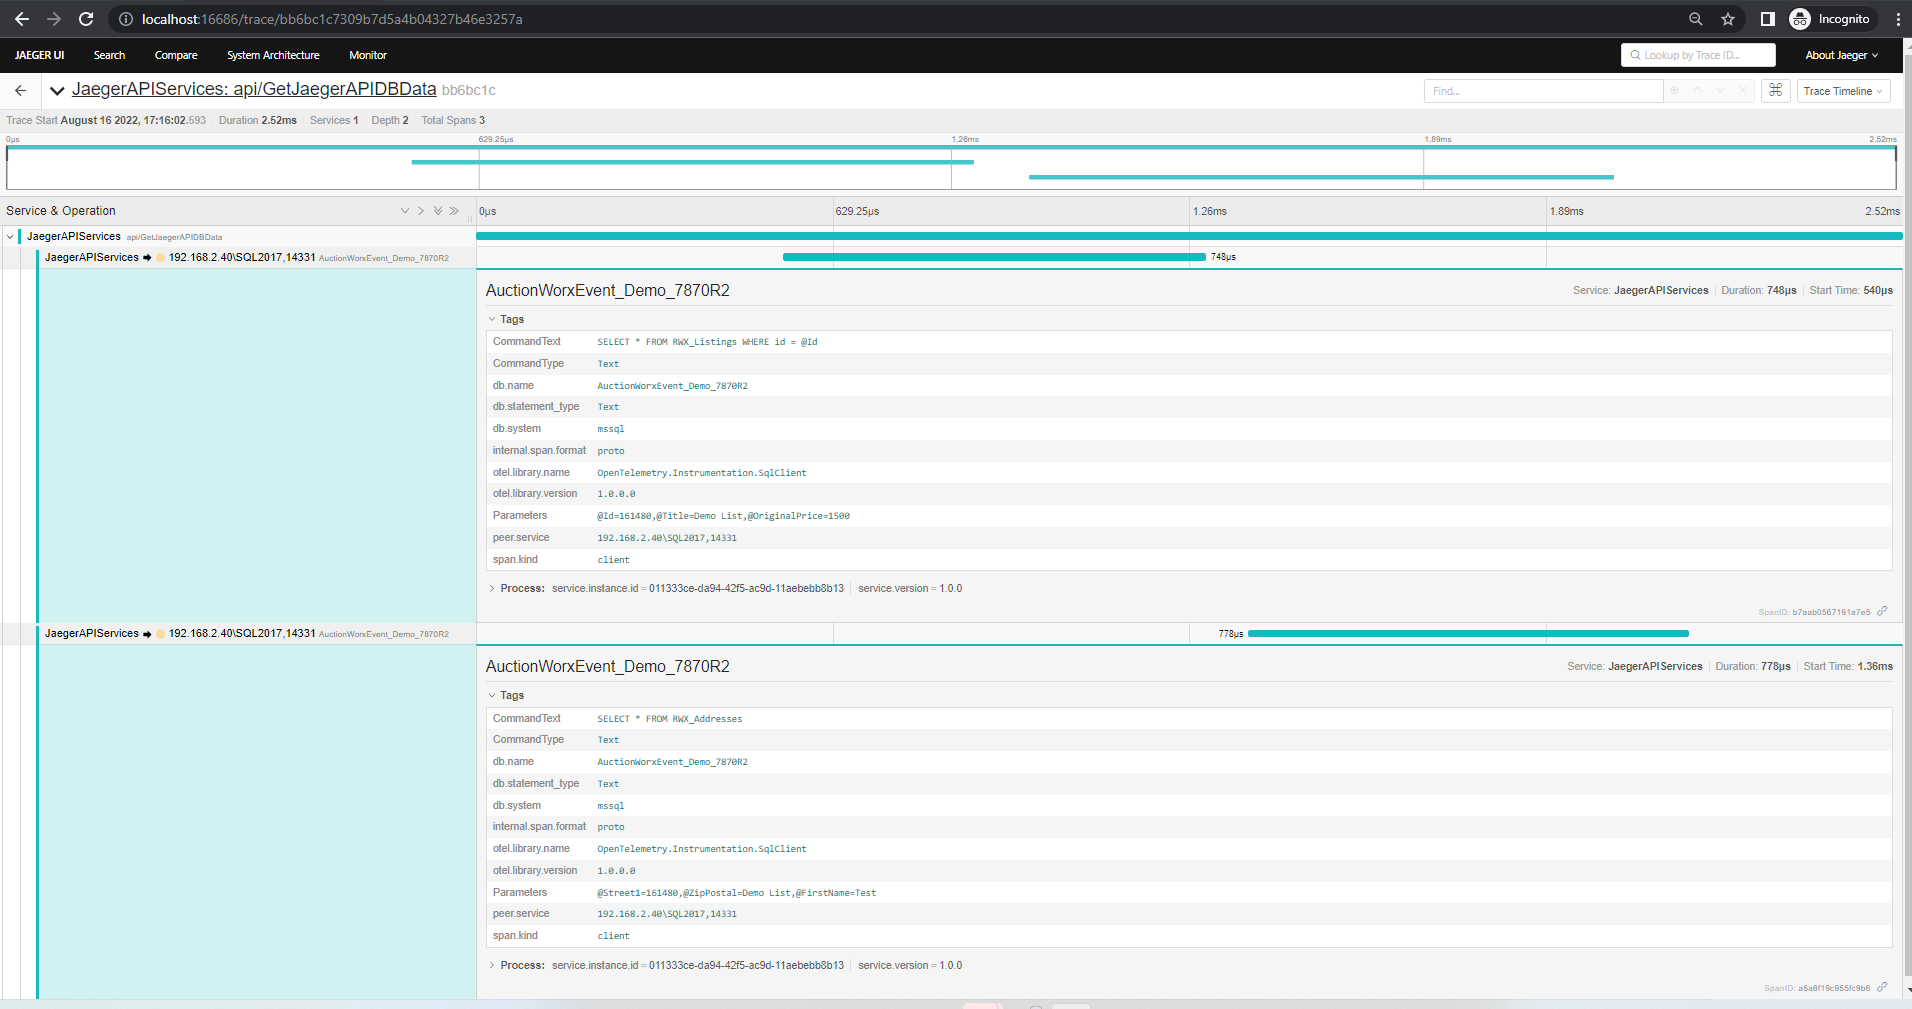 localhost:16686/trace/bb6bc1c7309b7d5a4b04327b46e3257a
Incognito
JAEGER UI Search Compare System Architecture Monitor Lookup by Trace ID... About Jaeger
JaegerAPIServices: api/GetJaegerAPIDBData bb6bc1c Find... Trace Timeline
Trace Start August 16 2022, 17:16:02.593 Duration 2.52ms Services 1 Depth 2 Total Spans 3
0μs 629.25μs 1.26ms 1.89ms 2.52ms
Service & Operation 0μs 629.25μs 1.26ms 1.89ms 2.52ms
JaegerAPIServices api/GetJaegerAPIDBData
JaegerAPIServices 192.168.2.40\SQL2017,14331 AuctionWorxEvent_Demo_7870R2 748μs
AuctionWorxEvent_Demo_7870R2 Service: JaegerAPIServices Duration: 748μs Start Time: 540μs
Tags
CommandText SELECT * FROM RWX_Listings WHERE id = @Id
CommandType Text
db.name AuctionWorxEvent_Demo_7870R2
db.statement_type Text
db.system mssql
internal.span.format proto
otel.library.name OpenTelemetry.Instrumentation.SqlClient
otel.library.version 1.0.0.0
Parameters @Id=161480,@Title=Demo List,@OriginalPrice=1500
peer.service 192.168.2.40\SQL2017,14331
span.kind client
Process: service.instance.id = 011333ce-da94-42f5-ac9d-11aebebb8b13 service.version = 1.0.0
SpanID: b7aab0567191a7e5
JaegerAPIServices 192.168.2.40\SQL2017,14331 AuctionWorxEvent_Demo_7870R2 778μs
AuctionWorxEvent_Demo_7870R2 Service: JaegerAPIServices Duration: 778μs Start Time: 1.36ms
Tags
CommandText SELECT * FROM RWX_Addresses
CommandType Text
db.name AuctionWorxEvent_Demo_7870R2
db.statement_type Text
db.system mssql
internal.span.format proto
otel.library.name OpenTelemetry.Instrumentation.SqlClient
otel.library.version 1.0.0.0
Parameters @Street1=161480,@ZipPostal=Demo List,@FirstName=Test
peer.service 192.168.2.40\SQL2017,14331
span.kind client
Process: service.instance.id = 011333ce-da94-42f5-ac9d-11aebebb8b13 service.version = 1.0.0
SpanID: a5a8f19c955fc9b6